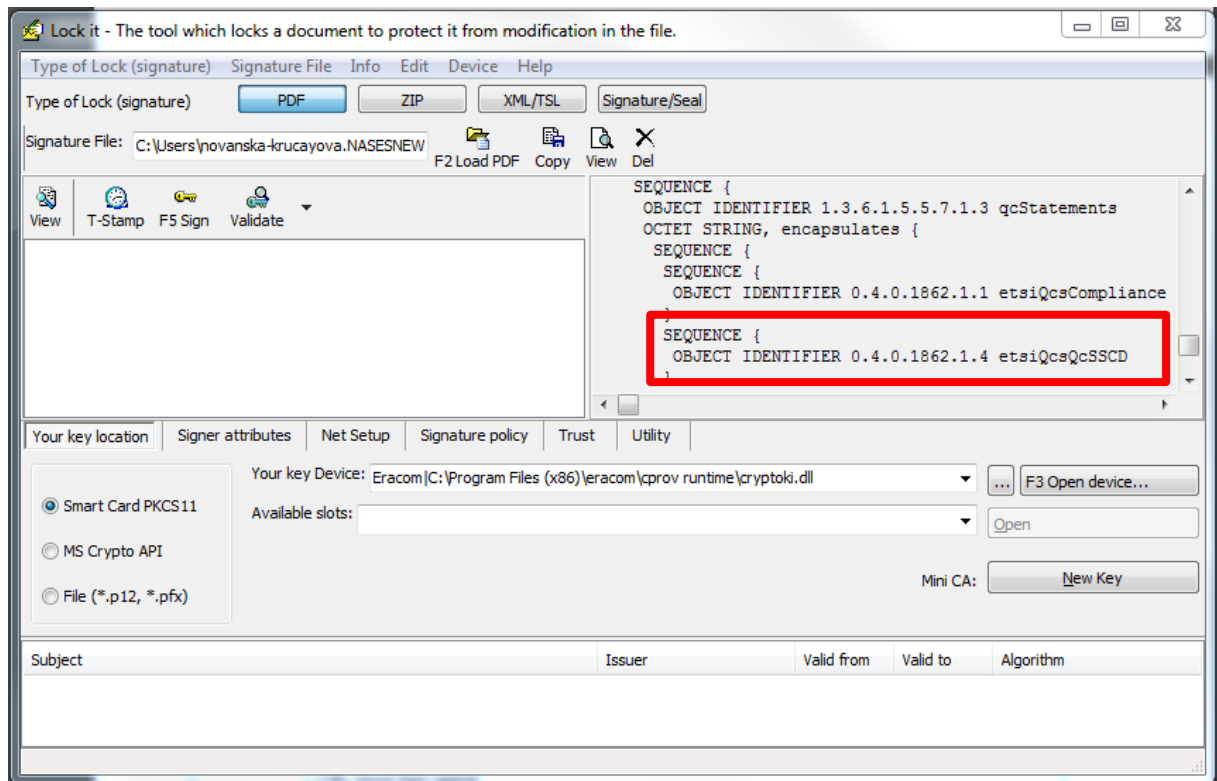 Lock it - The tool which locks a document to protect it from modification in the file.
Type of Lock (signature) Signature File Info Edit Device Help
Type of Lock (signature) PDF ZIP XML/TSL Signature/Seal
Signature File: C:\Users\novanska-krucayova.NASESNEW F2 Load PDF Copy View Del
View T-Stamp F5 Sign Validate
SEQUENCE {
OBJECT IDENTIFIER 1.3.6.1.5.5.7.1.3 qcStatements
OCTET STRING, encapsulates {
SEQUENCE {
SEQUENCE {
OBJECT IDENTIFIER 0.4.0.1862.1.1 etsiQcsCompliance
}
SEQUENCE {
OBJECT IDENTIFIER 0.4.0.1862.1.4 etsiQcsQcSSCD
}
Your key location Signer attributes Net Setup Signature policy Trust Utility
Your key Device: Eracom|C:\Program Files (x86)\eracom\cprov runtime\cryptoki.dll ... F3 Open device...
Smart Card PKCS11
Available slots: Open
MS Crypto API
Mini CA: New Key
File (*.p12, *.pfx)
Subject Issuer Valid from Valid to Algorithm